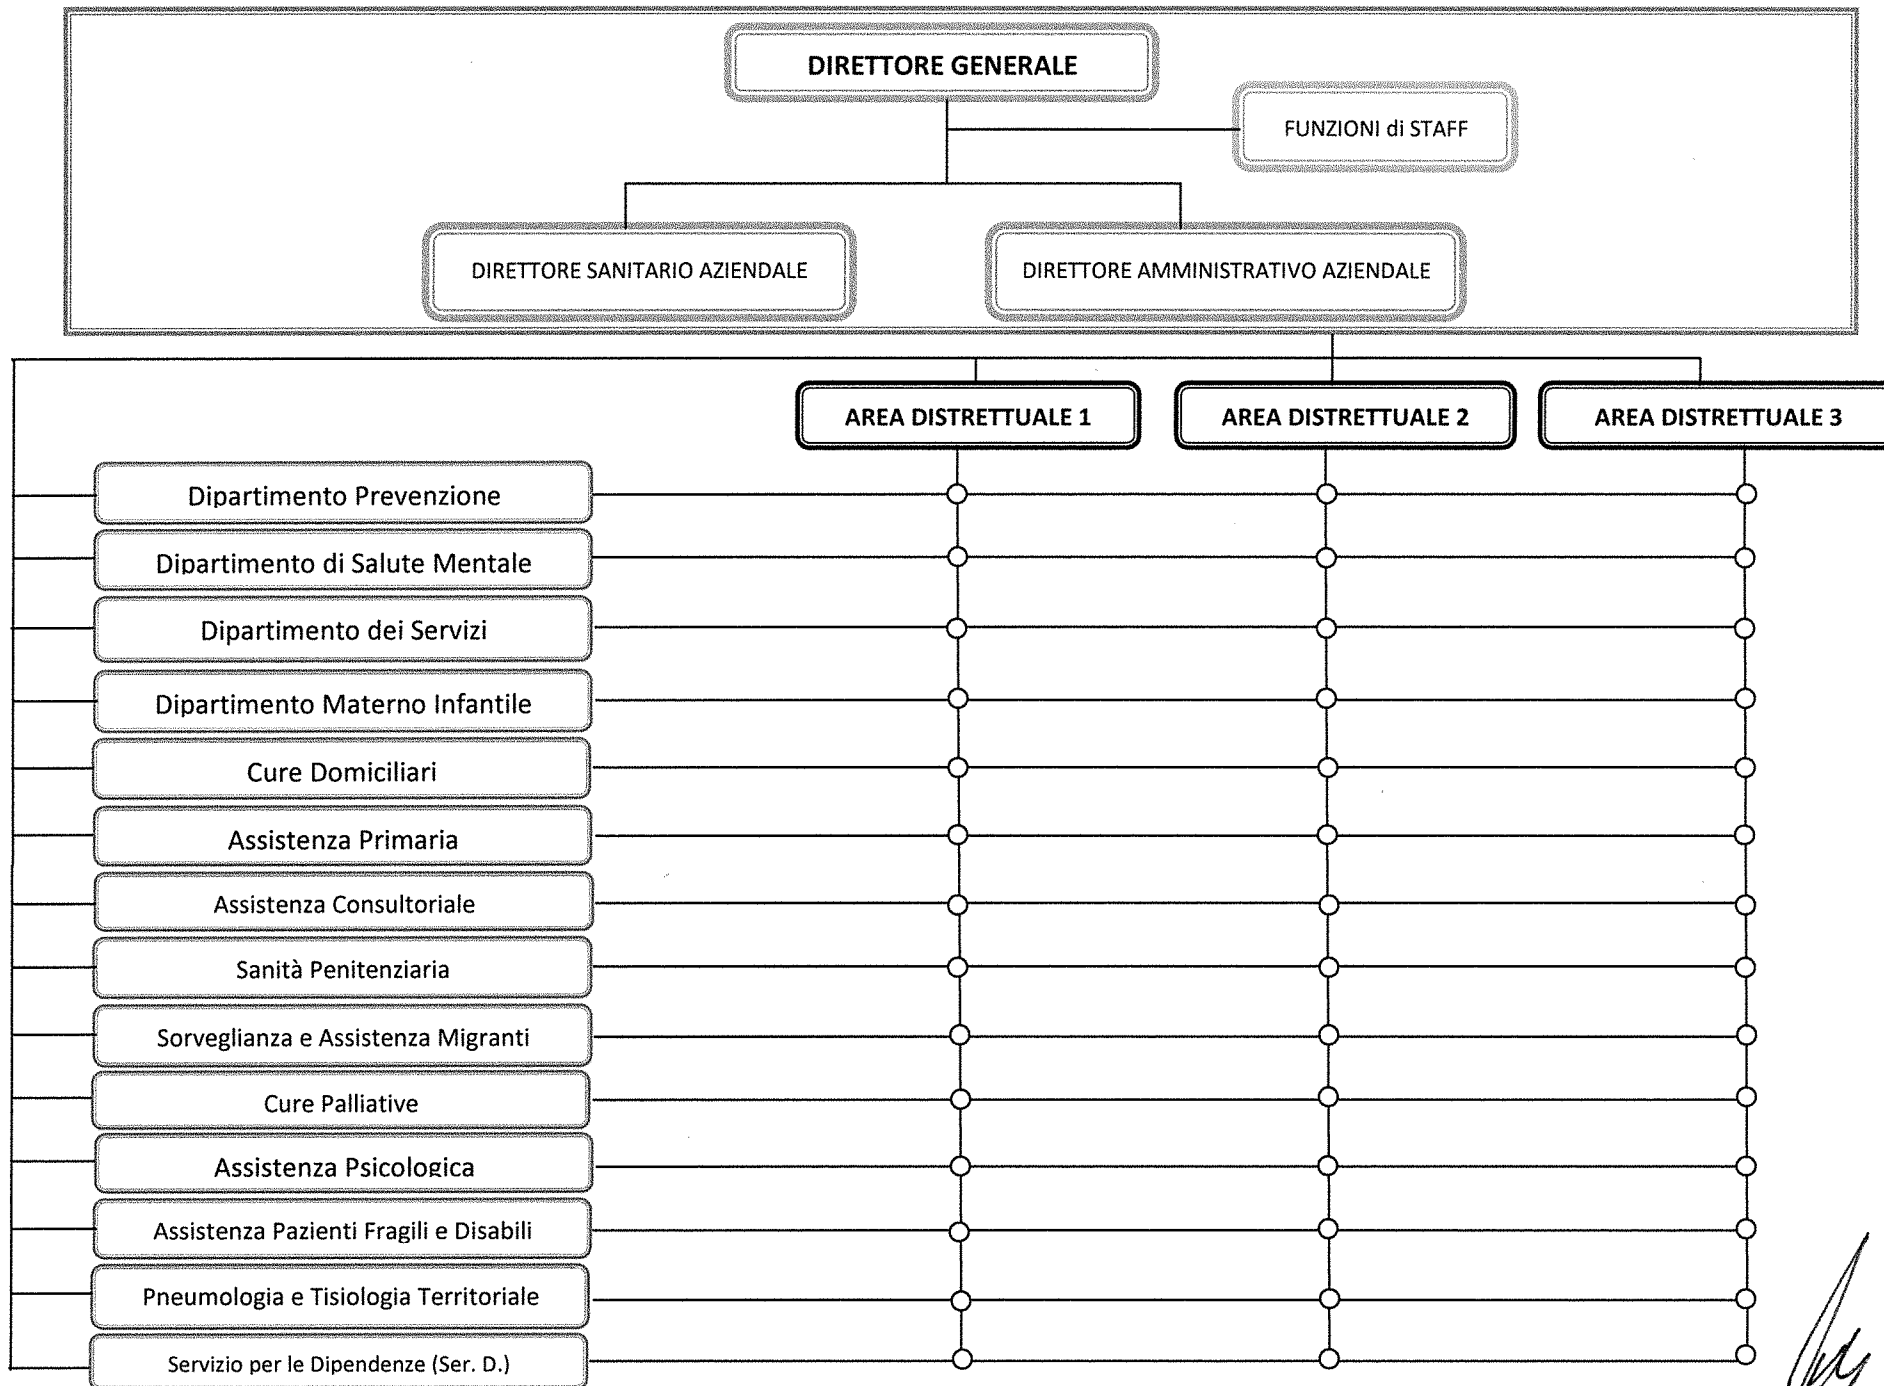 DIRETTORE GENERALE
FUNZIONI di STAFF
DIRETTORE SANITARIO AZIENDALE
DIRETTORE AMMINISTRATIVO AZIENDALE
AREA DISTRETTUALE 1
AREA DISTRETTUALE 2
AREA DISTRETTUALE 3
Dipartimento Prevenzione
Dipartimento di Salute Mentale
Dipartimento dei Servizi
Dipartimento Materno Infantile
Cure Domiciliari
Assistenza Primaria
Assistenza Consultoriale
Sanità Penitenziaria
Sorveglianza e Assistenza Migranti
Cure Palliative
Assistenza Psicologica
Assistenza Pazienti Fragili e Disabili
Pneumologia e Tisiologia Territoriale
Servizio per le Dipendenze (Ser. D.)